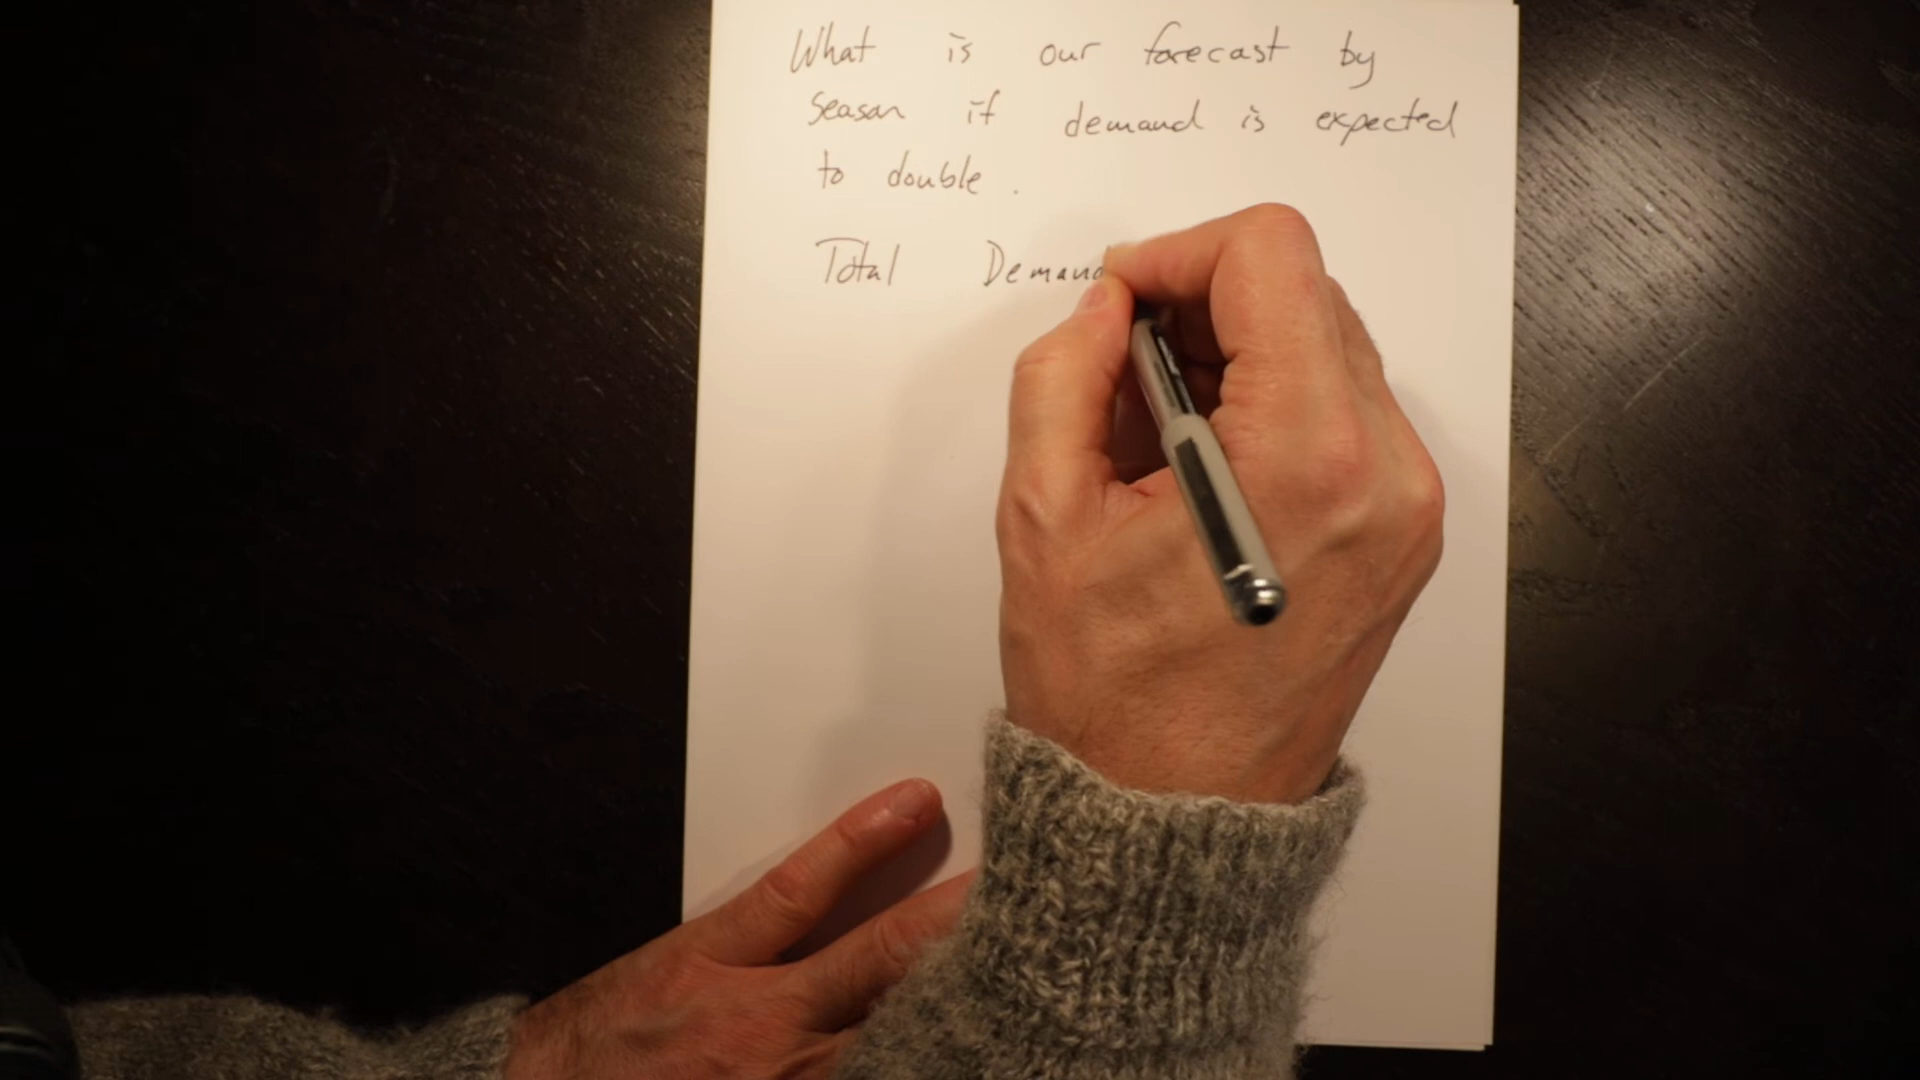 What is our forecast by
season if demand is expected
to double.
Total Demand